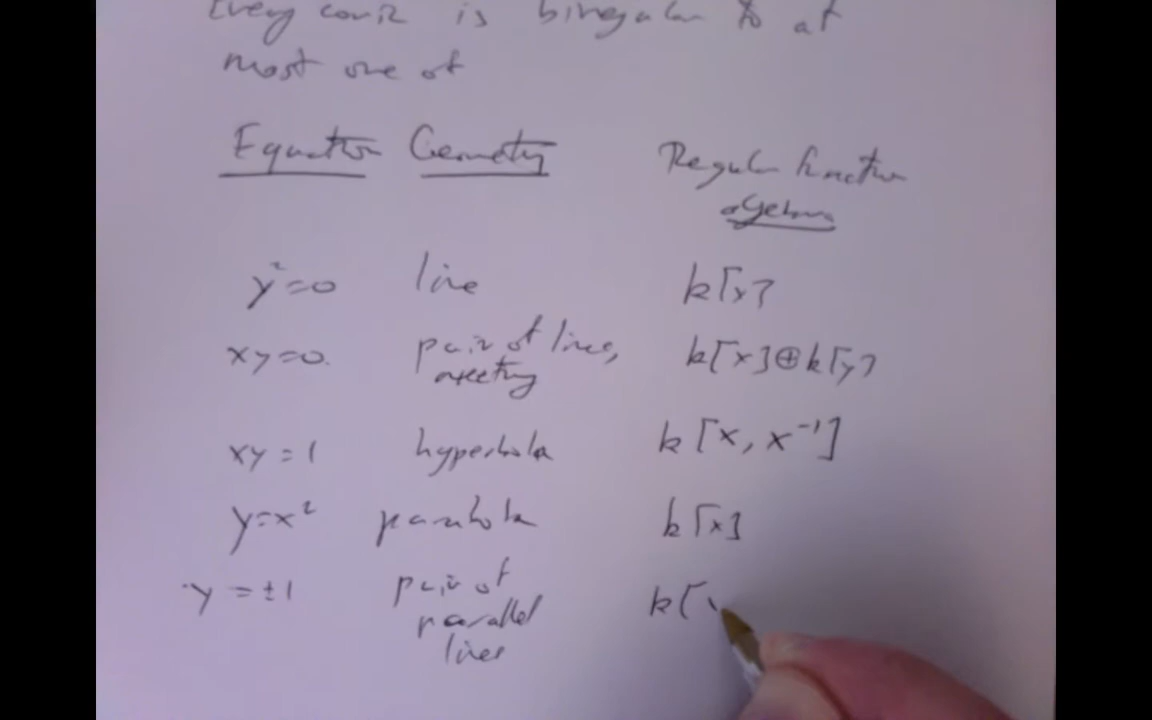 Every conic is biregular to at
most one of
Equation Geometry Regular function
algebra
y²=0 line k[x]
xy=0. pair of lines, meeting k[x]⊕k[y]
xy=1 hyperbola k[x, x⁻¹]
y=x² parabola k[x]
y=±1 pair of parallel lines k[